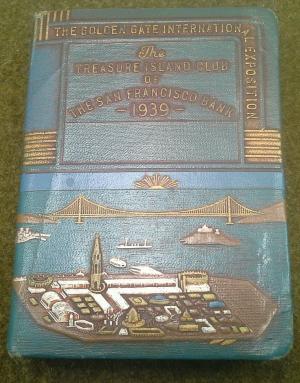 THE GOLDEN GATE INTERNATIONAL EXPOSITION
The
TREASURE ISLAND CLUB
OF
THE SAN FRANCISCO BANK
-1939-